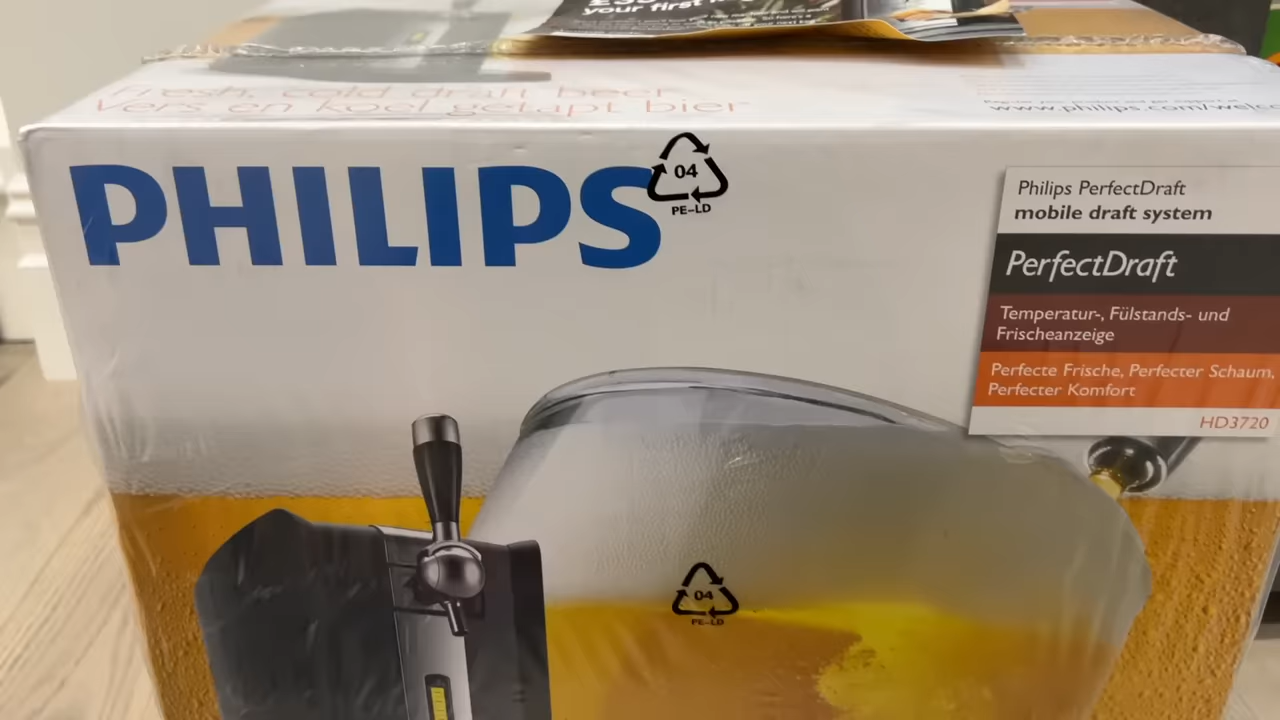 your first
Fresh, cold draft beer
Vers en koel getapt bier
www.philips.com/welco
PHILIPS
04
PE-LD
Philips PerfectDraft
mobile draft system
PerfectDraft
Temperatur-, Fülstands- und
Frischeanzeige
Perfecte Frische, Perfecter Schaum,
Perfecter Komfort
HD3720
04
PE-LD